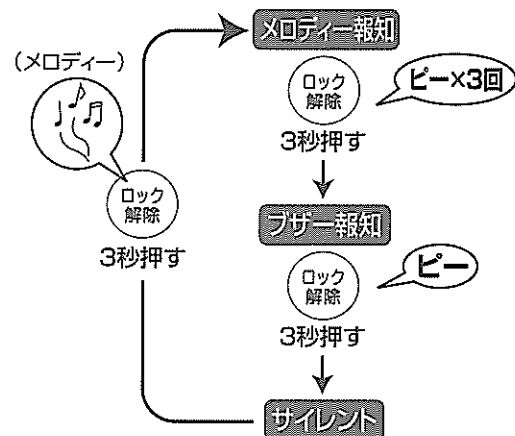 メロディー報知
(メロディー)
ロック
解除
3秒押す
ピー×3回
ロック
解除
3秒押す
ブザー報知
ロック
解除
3秒押す
ピー
サイレント